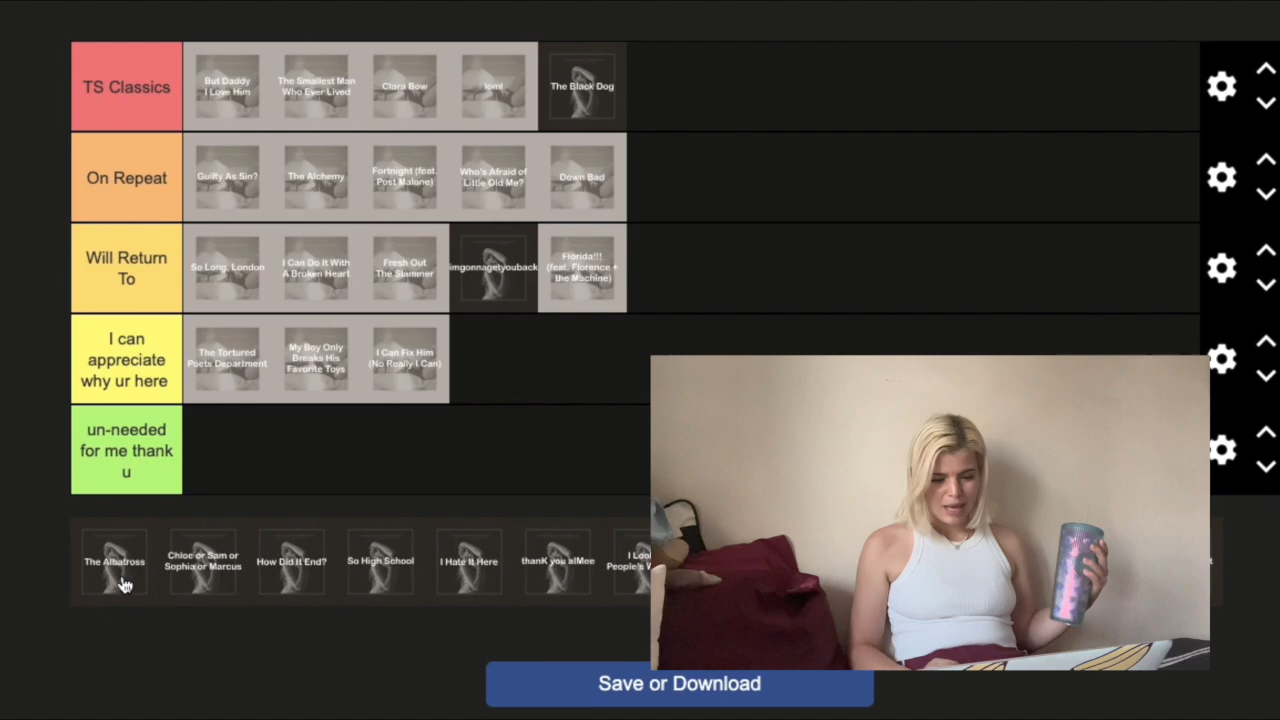 TS Classics
But Daddy
I Love Him
The Smallest Man
Who Ever Lived
Clara Bow
loml
The Black Dog
On Repeat
Guilty As Sin?
The Alchemy
Fortnight (feat.
Post Malone)
Who's Afraid of
Little Old Me?
Down Bad
Will Return
To
So Long, London
I Can Do It With
A Broken Heart
Fresh Out
The Slammer
imgonnagetyouback
Florida!!!
(feat. Florence +
the Machine)
I can
appreciate
why ur here
The Tortured
Poets Department
My Boy Only
Breaks His
Favorite Toys
I Can Fix Him
(No Really I Can)
un-needed
for me thank
u
The Albatross
Chloe or Sam or
Sophia or Marcus
How Did It End?
So High School
I Hate It Here
thanK you aIMee
People's
Save or Download